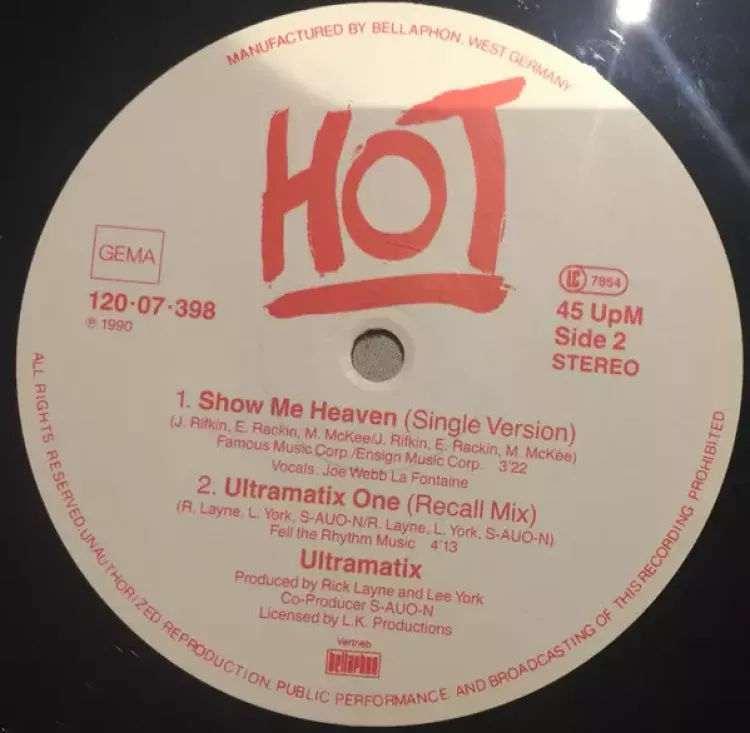 MANUFACTURED BY BELLAPHON, WEST GERMANY
HOT
GEMA
120·07·398
℗ 1990
LC 7854
45 UpM
Side 2
STEREO
1. Show Me Heaven (Single Version)
(J. Rifkin, E. Rackin, M. McKee/J. Rifkin, E. Rackin, M. McKee)
Famous Music Corp./Ensign Music Corp. 3'22
Vocals: Joe Webb La Fontaine
2. Ultramatix One (Recall Mix)
(R. Layne, L. York, S-AUO-N/R. Layne, L. York, S-AUO-N)
Fell the Rhythm Music 4'13
Ultramatix
Produced by Rick Layne and Lee York
Co-Producer S-AUO-N
Licensed by L.K. Productions
Vertrieb
bellaphon
ALL RIGHTS RESERVED. UNAUTHORIZED REPRODUCTION, PUBLIC PERFORMANCE AND BROADCASTING OF THIS RECORDING PROHIBITED